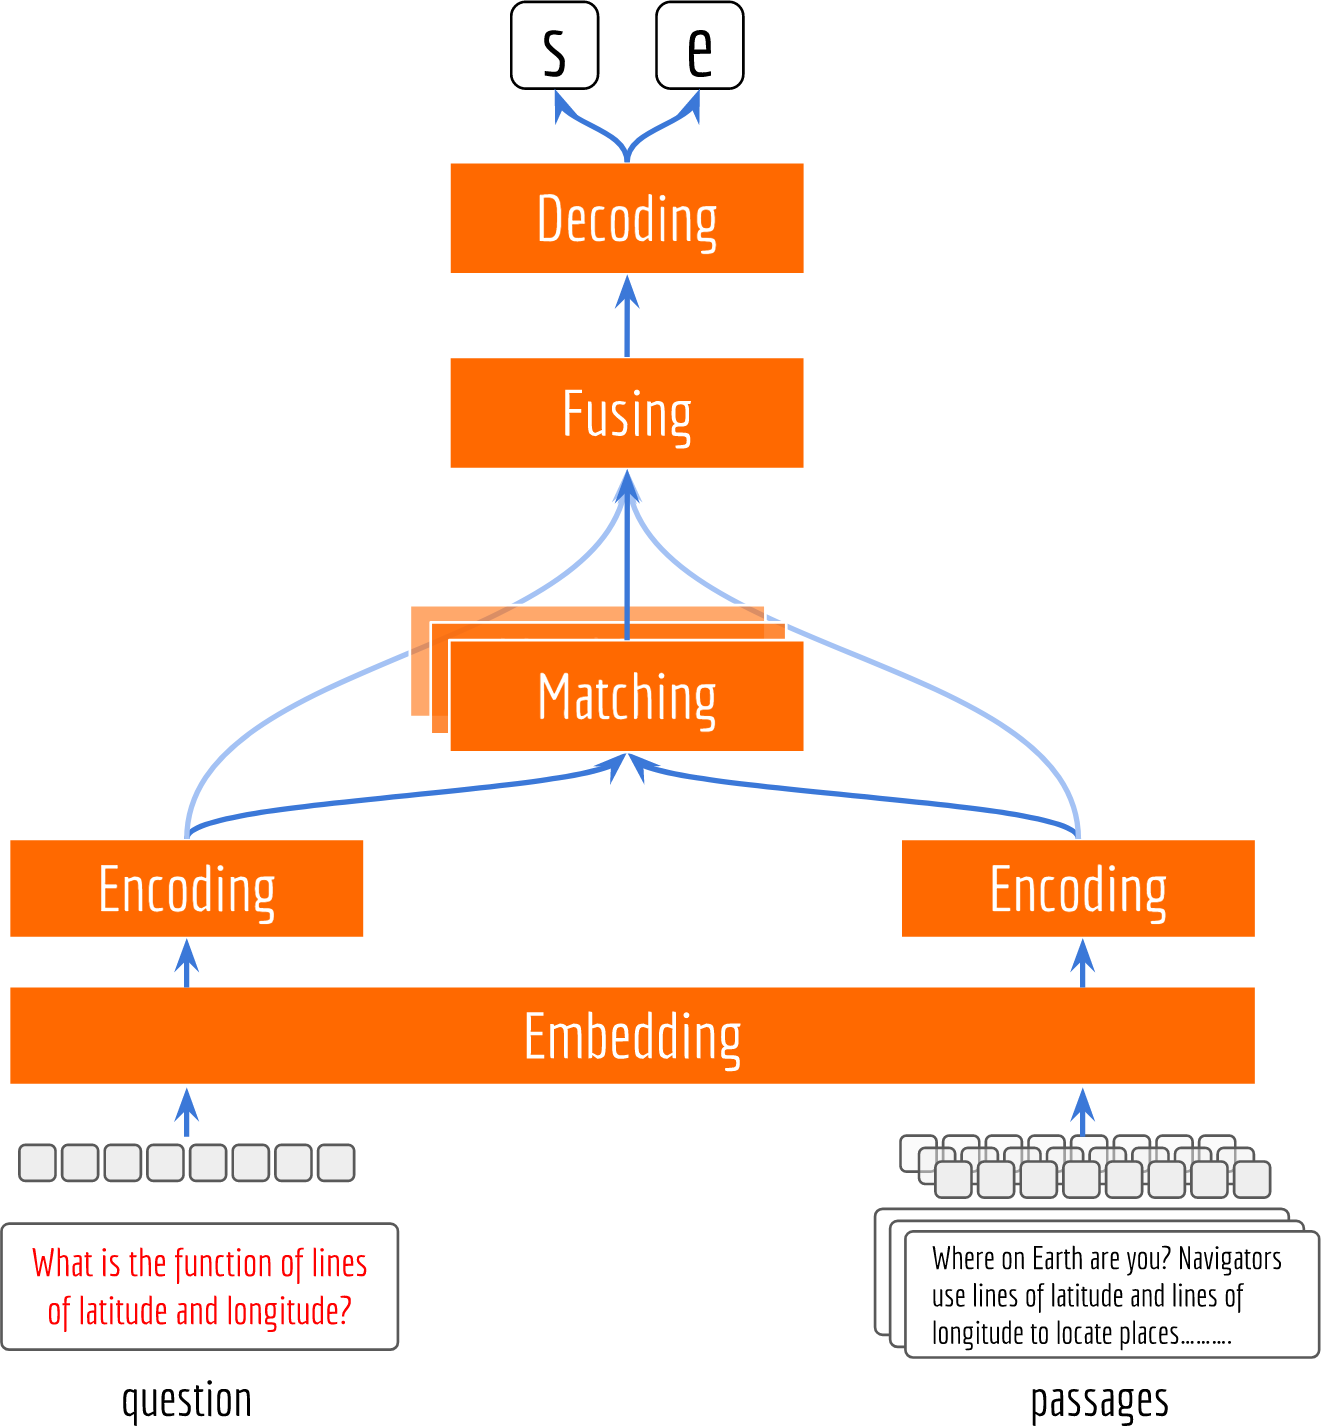 s e
Decoding
Fusing
Matching
Encoding Encoding
Embedding
What is the function of lines
of latitude and longitude?
Where on Earth are you? Navigators
use lines of latitude and lines of
longitude to locate places..........
question passages